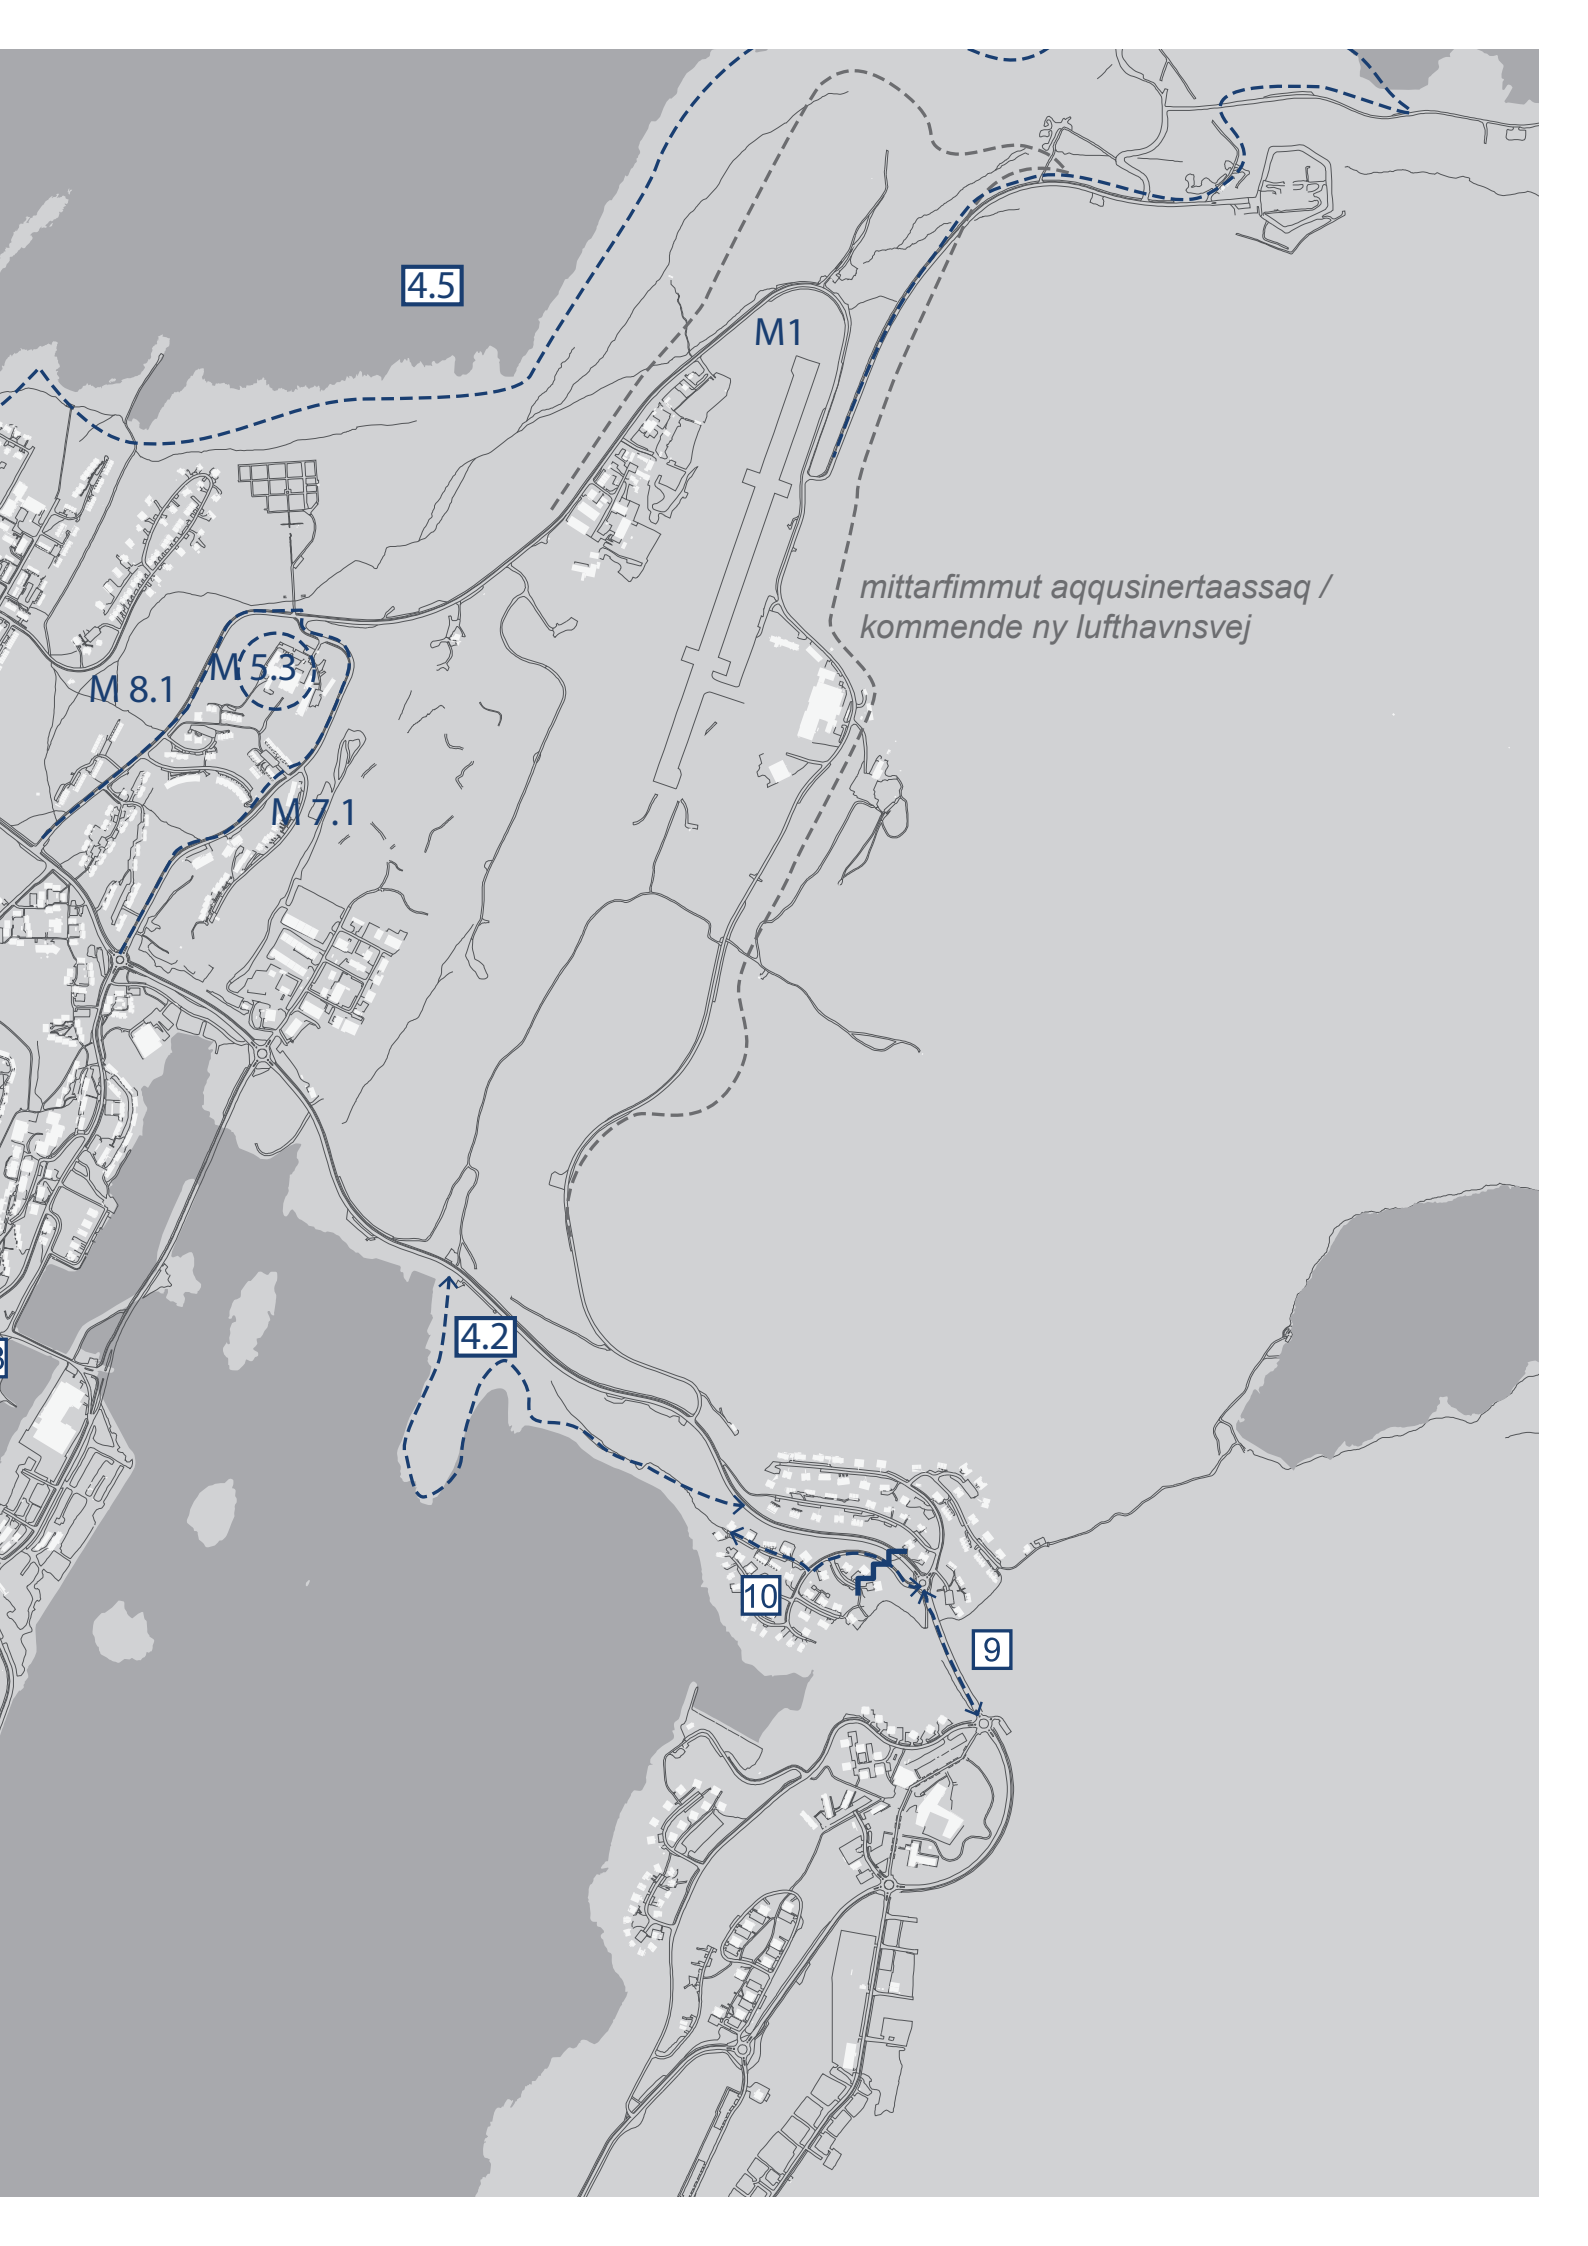 4.5
M1
mittarfimmut aqqusinertaassaq /
kommende ny lufthavnsvej
M 5.3
M 8.1
M 7.1
4.2
10
9